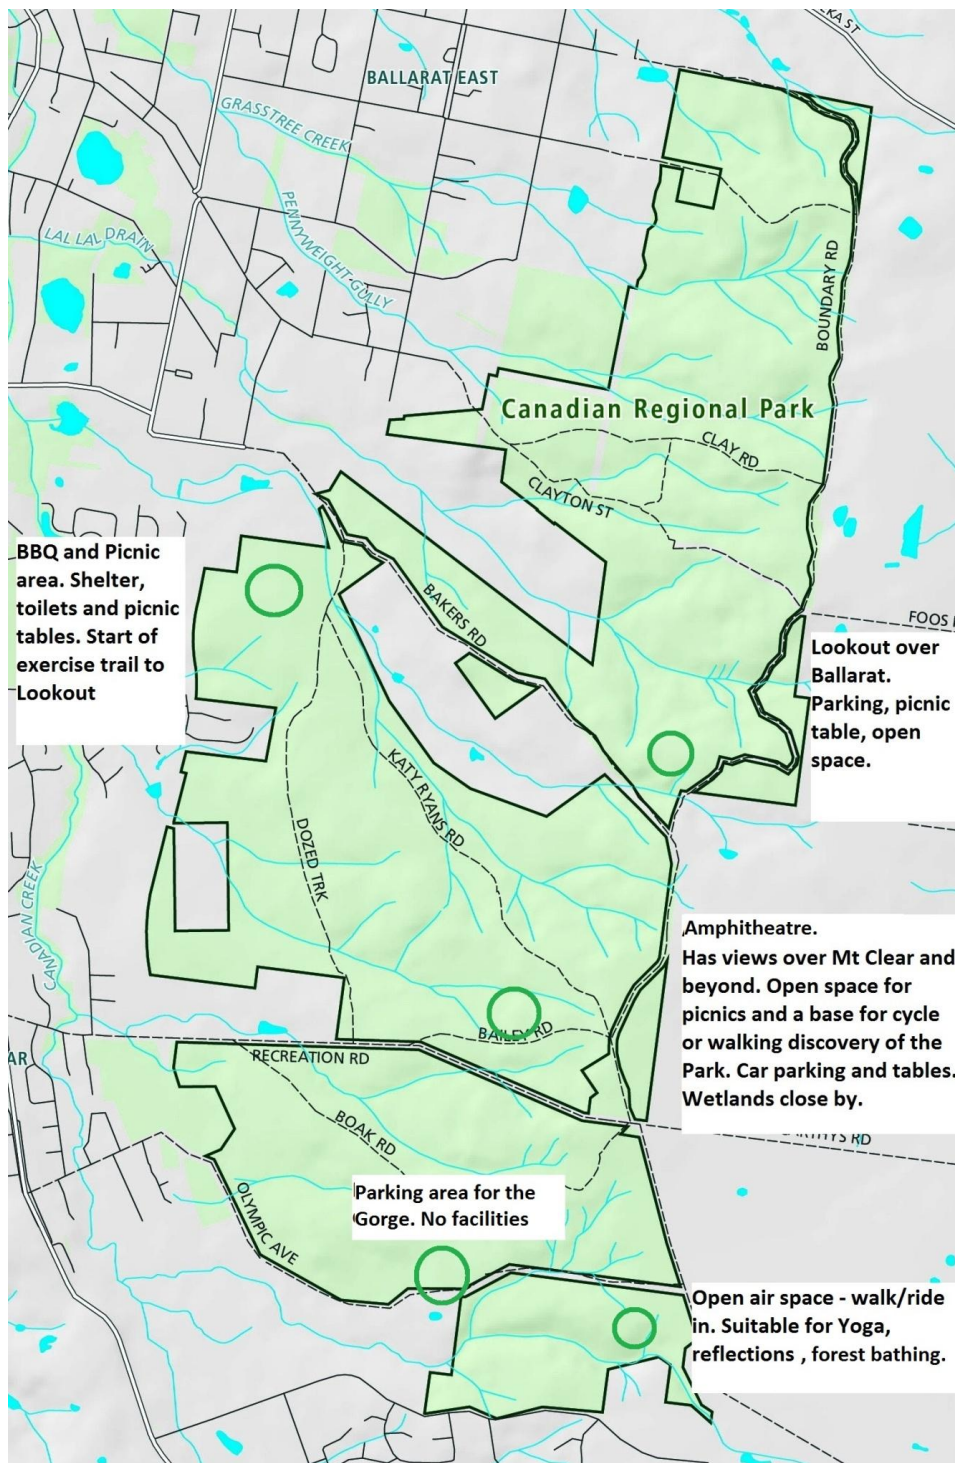 EKA ST
BALLARAT EAST
GRASSTREE CREEK
PENNYWEIGHT GULLY
LAL LAL DRAIN
BOUNDARY RD
Canadian Regional Park
CLAY RD
CLAYTON ST
BBQ and Picnic
area. Shelter,
toilets and picnic
tables. Start of
exercise trail to
Lookout
BAKERS RD
FOOS
Lookout over
Ballarat.
Parking, picnic
table, open
space.
KATY RYANS RD
DOZED TRK
CANADIAN CREEK
Amphitheatre.
Has views over Mt Clear and
beyond. Open space for
picnics and a base for cycle
or walking discovery of the
Park. Car parking and tables.
Wetlands close by.
BAILEY RD
AR
RECREATION RD
ARTHYS RD
BOAK RD
Parking area for the
Gorge. No facilities
OLYMPIC AVE
Open air space - walk/ride
in. Suitable for Yoga,
reflections , forest bathing.